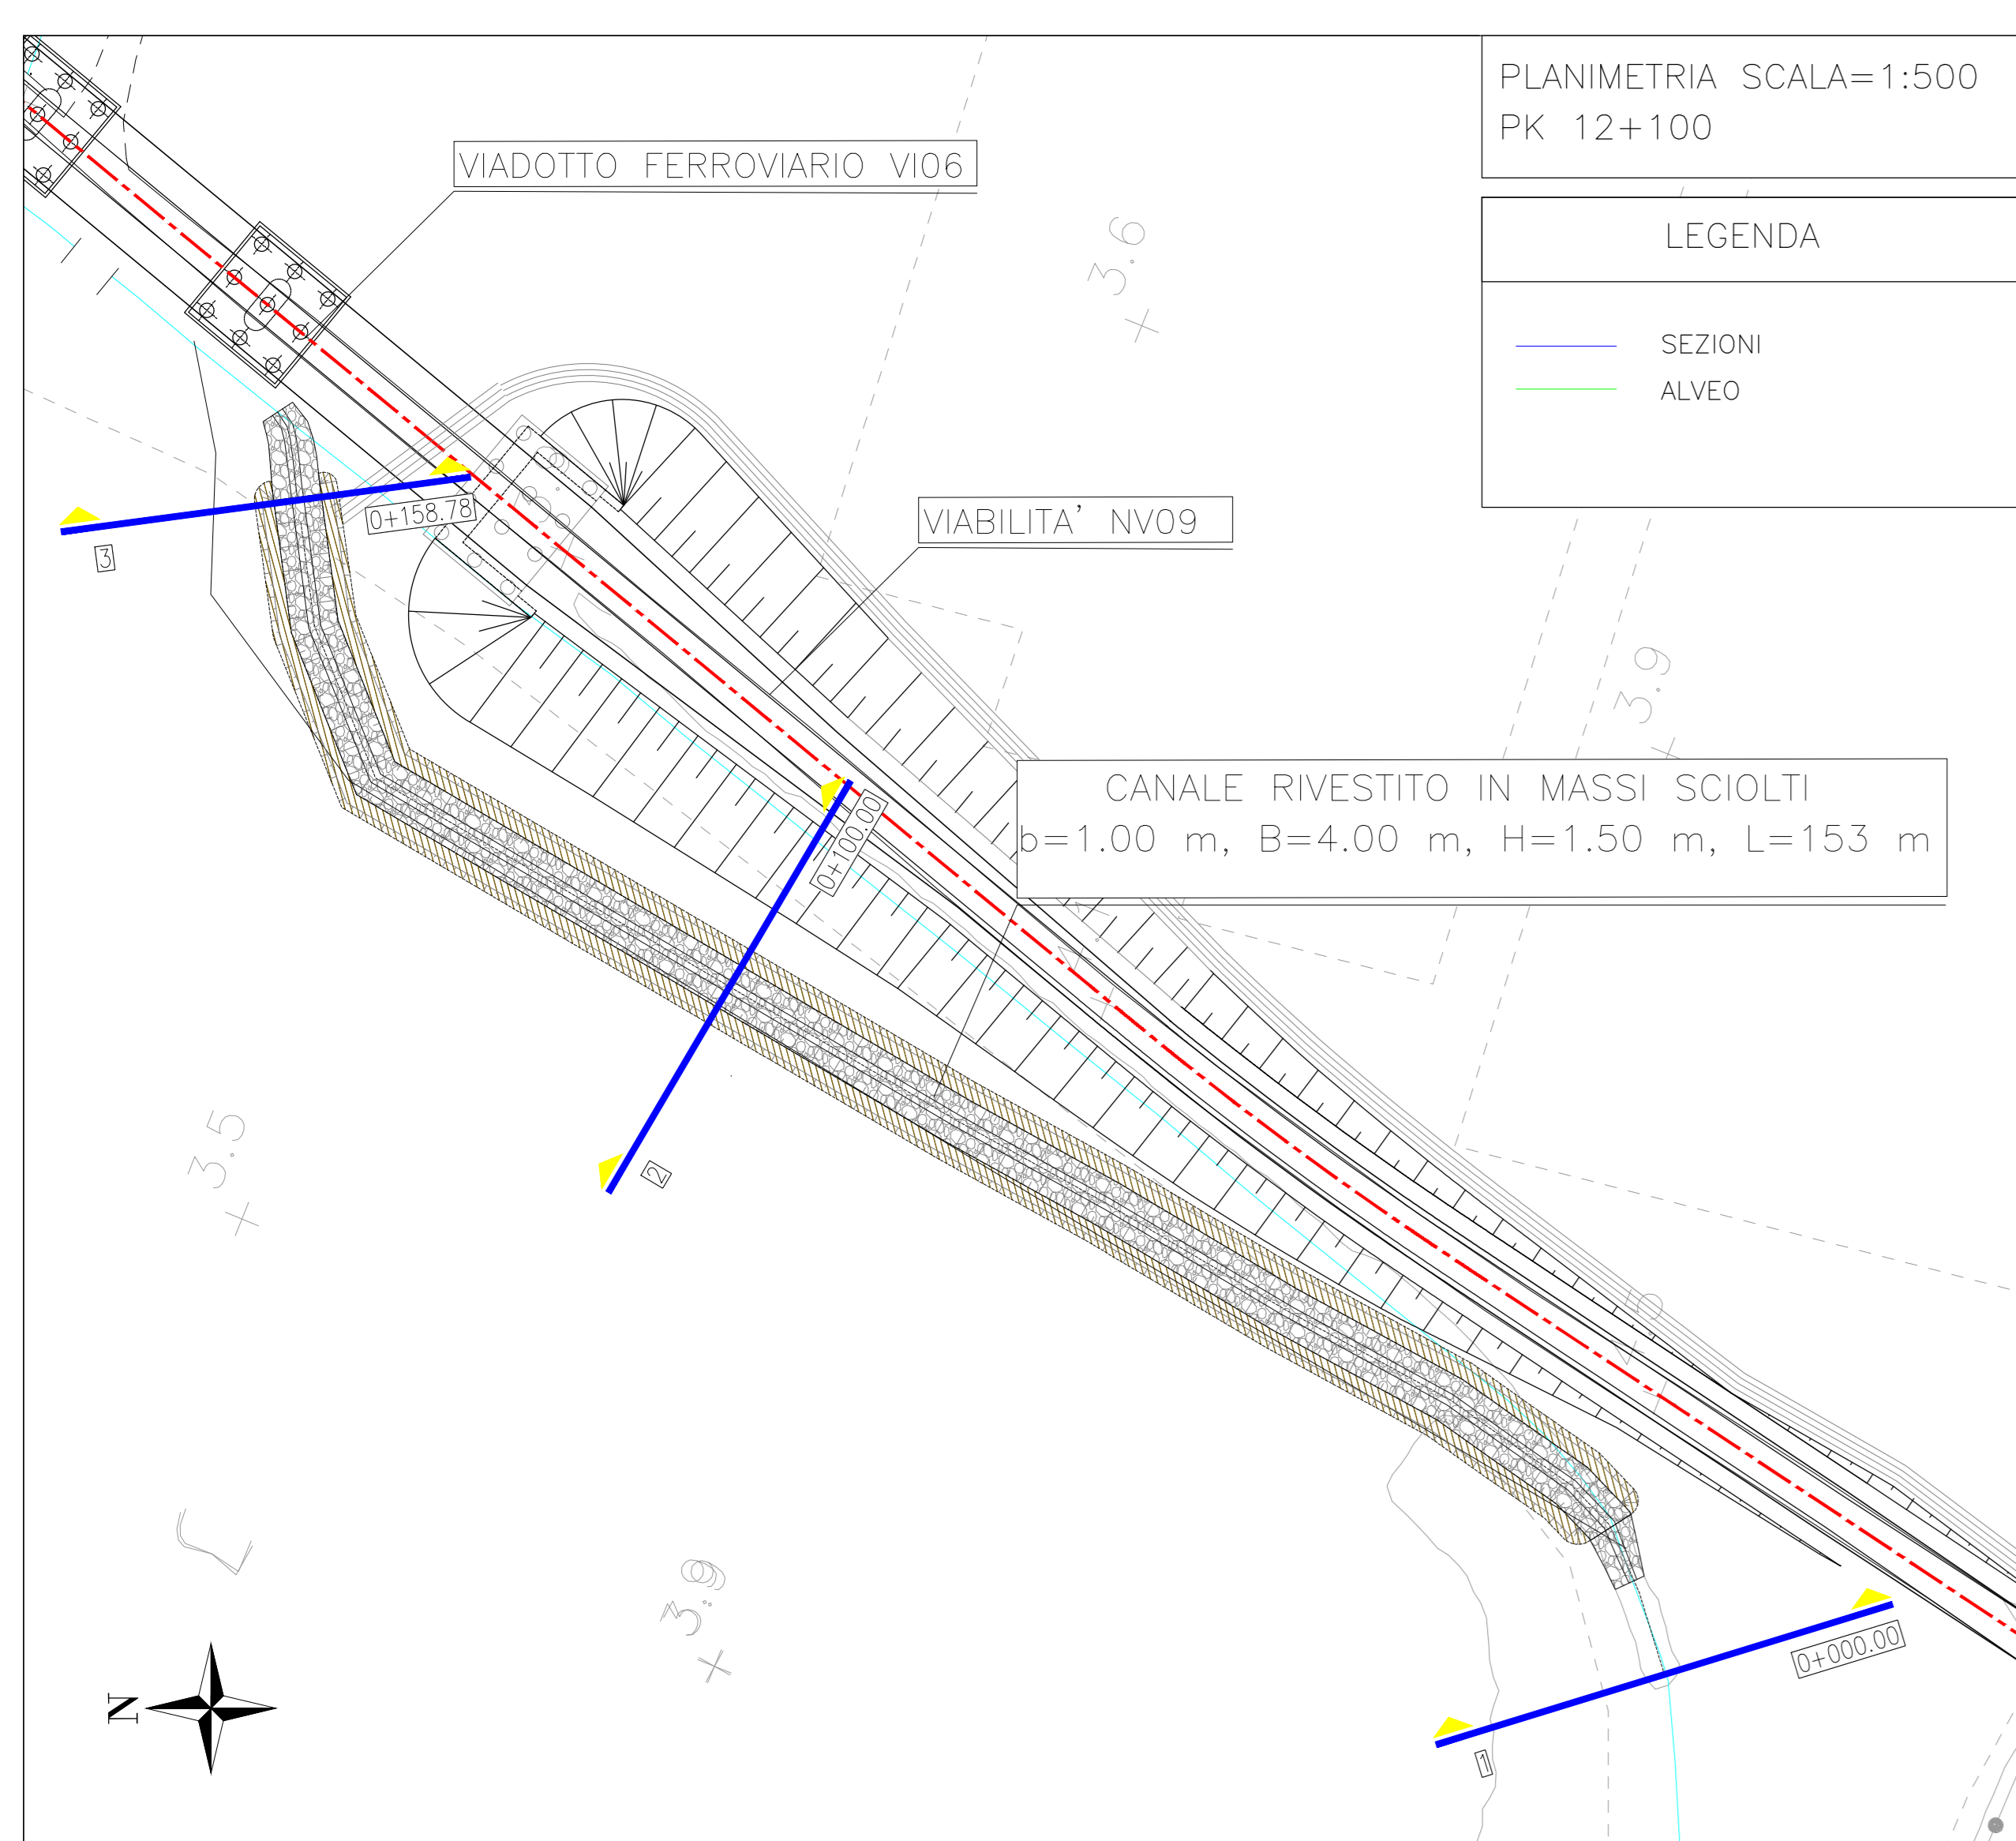 PLANIMETRIA SCALA=1:500
PK 12+100
VIADOTTO FERROVIARIO VI06
LEGENDA
SEZIONI
ALVEO
3.6
0+158.78
3
VIABILITA' NV09
3.9
CANALE RIVESTITO IN MASSI SCIOLTI
b=1.00 m, B=4.00 m, H=1.50 m, L=153 m
0+100.00
2
3.5
3.9
N
0+000.00
1